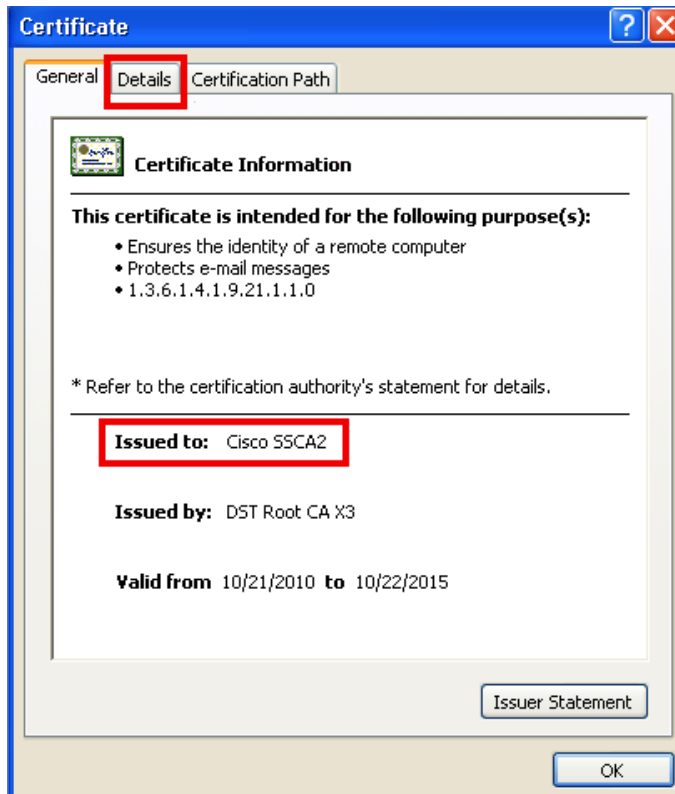 Certificate
General Details Certification Path
Certificate Information
This certificate is intended for the following purpose(s):
• Ensures the identity of a remote computer
• Protects e-mail messages
• 1.3.6.1.4.1.9.21.1.1.0
* Refer to the certification authority's statement for details.
Issued to: Cisco SSCA2
Issued by: DST Root CA X3
Valid from 10/21/2010 to 10/22/2015
Issuer Statement
OK